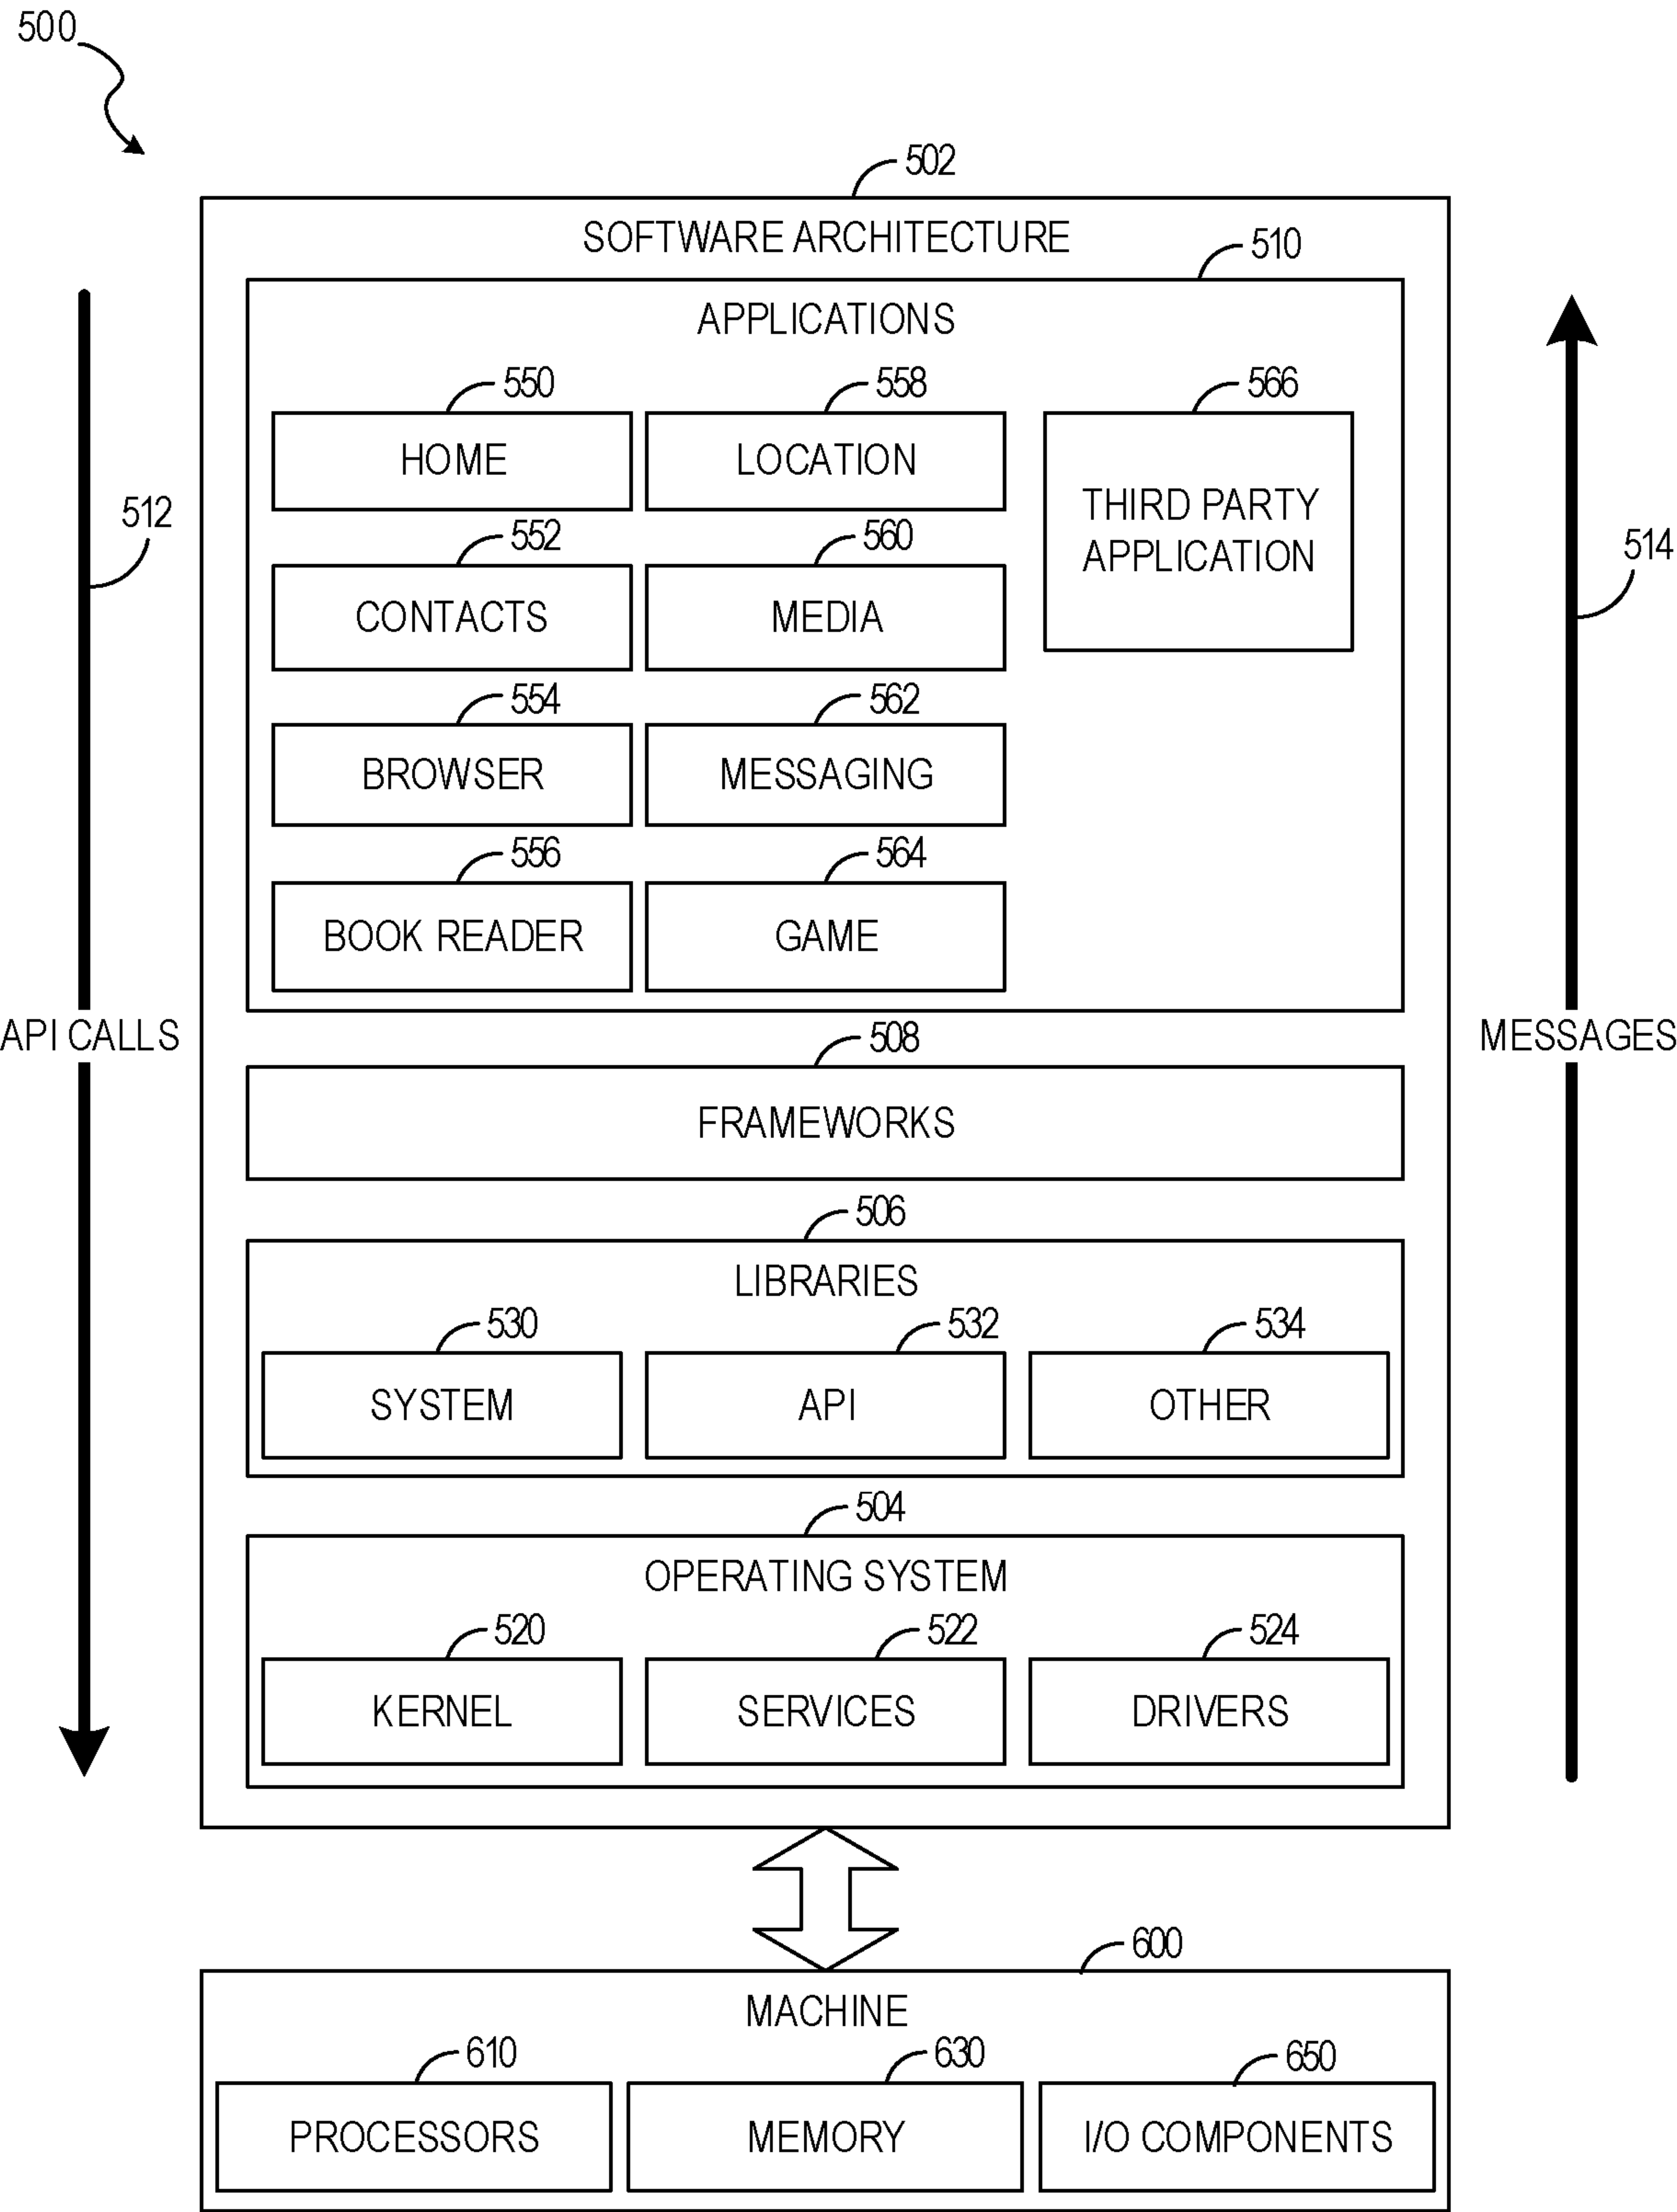 500
502
SOFTWARE ARCHITECTURE
510
APPLICATIONS
550
558
566
HOME
LOCATION
THIRD PARTY
APPLICATION
512
514
552
560
CONTACTS
MEDIA
554
562
BROWSER
MESSAGING
556
564
BOOK READER
GAME
API CALLS
MESSAGES
508
FRAMEWORKS
506
LIBRARIES
530
532
534
SYSTEM
API
OTHER
504
OPERATING SYSTEM
520
522
524
KERNEL
SERVICES
DRIVERS
600
MACHINE
610
630
650
PROCESSORS
MEMORY
I/O COMPONENTS